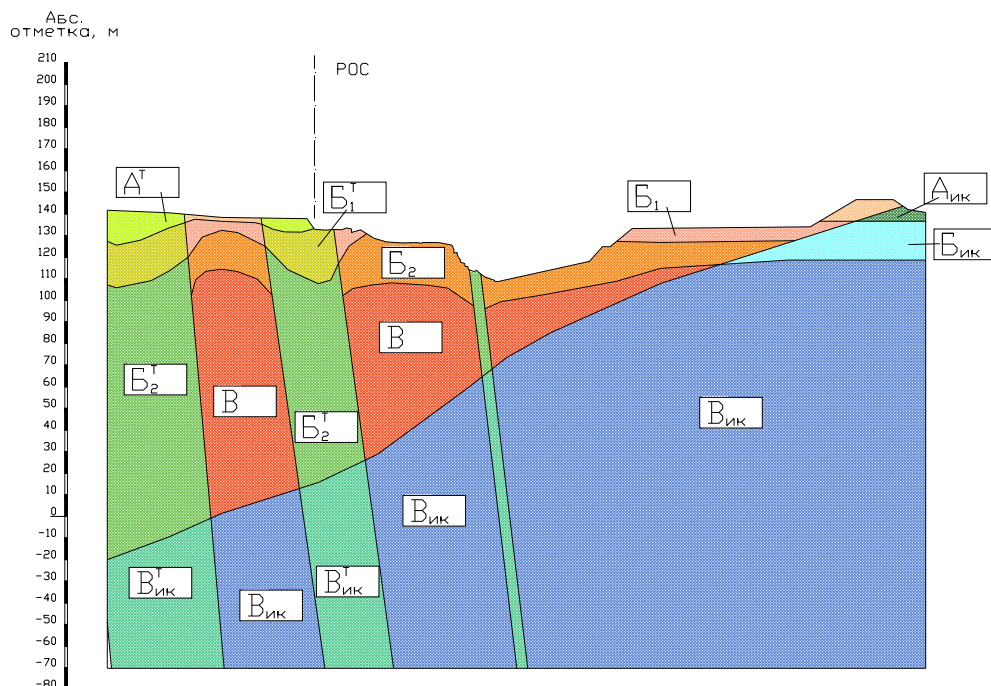 Абс.
отметка, м
210
200
190
180
170
160
150
140
130
120
110
100
90
80
70
60
50
40
30
20
10
0
-10
-20
-30
-40
-50
-60
-70
-80
РОС
Аᵀ
Б₁ᵀ
Б₁
Аик
Бик
Б₂
В
Б₂ᵀ
В
Б₂ᵀ
Вик
Вик
Вᵀик
Вик
Вᵀик